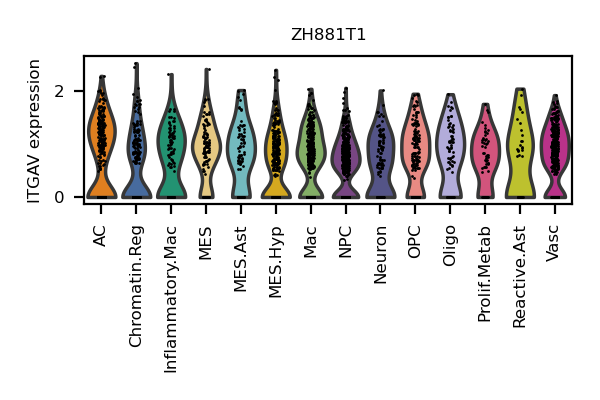 ZH881T1
ITGAV expression
2
0
AC
Chromatin.Reg
Inflammatory.Mac
MES
MES.Ast
MES.Hyp
Mac
NPC
Neuron
OPC
Oligo
Prolif.Metab
Reactive.Ast
Vasc